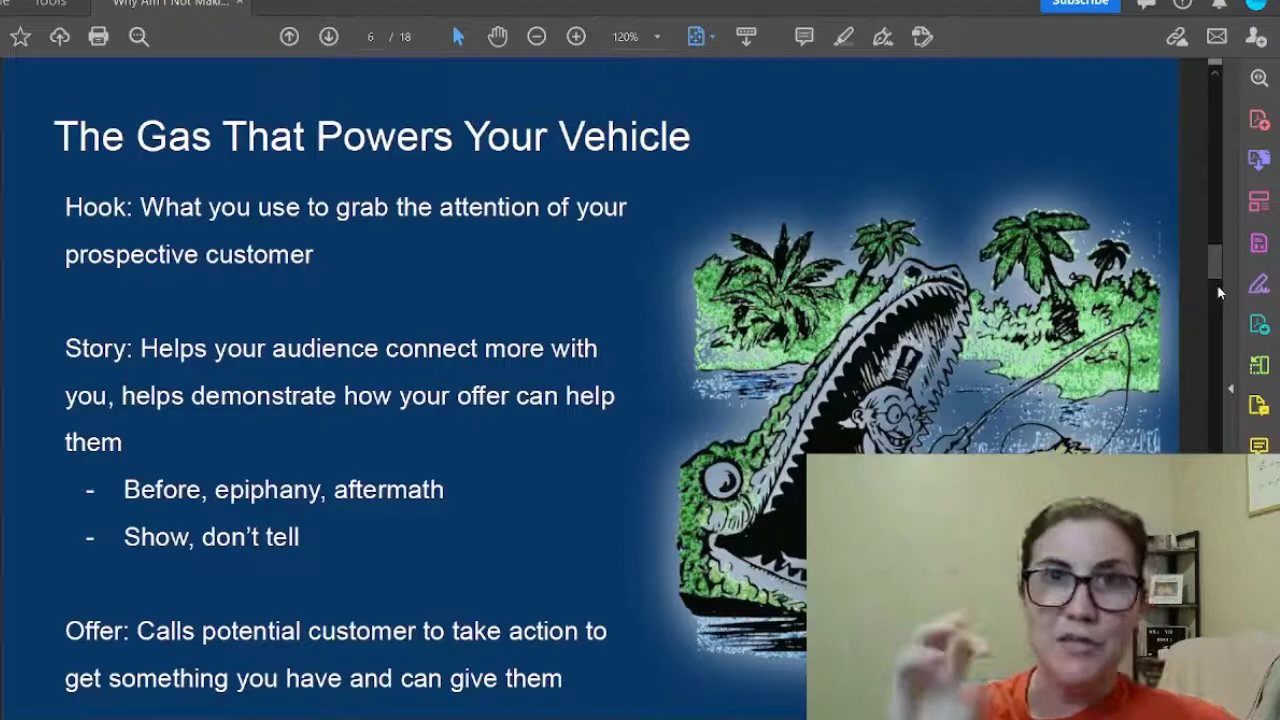 Tools
Why Am I Not Maki...
Subscribe
6 / 18
120%
The Gas That Powers Your Vehicle
Hook: What you use to grab the attention of your
prospective customer
Story: Helps your audience connect more with
you, helps demonstrate how your offer can help
them
- Before, epiphany, aftermath
- Show, don’t tell
Offer: Calls potential customer to take action to
get something you have and can give them